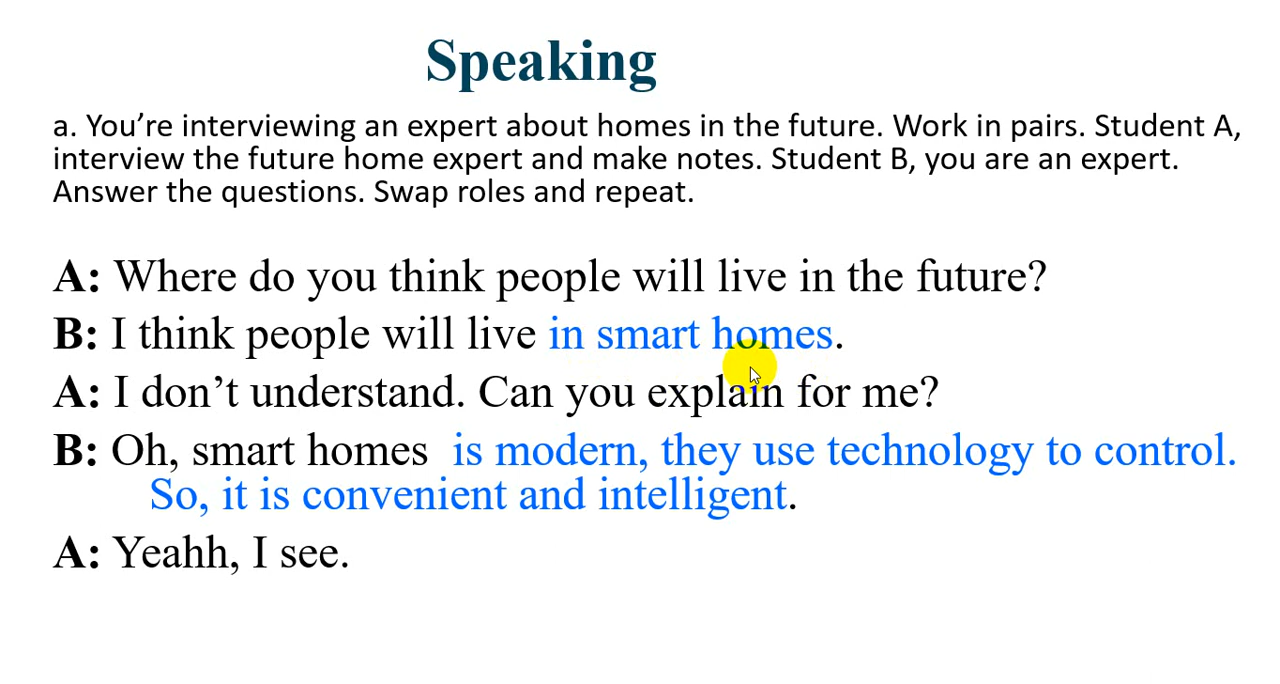 Speaking
a. You’re interviewing an expert about homes in the future. Work in pairs. Student A,
interview the future home expert and make notes. Student B, you are an expert.
Answer the questions. Swap roles and repeat.
A: Where do you think people will live in the future?
B: I think people will live in smart homes.
A: I don’t understand. Can you explain for me?
B: Oh, smart homes is modern, they use technology to control.
So, it is convenient and intelligent.
A: Yeahh, I see.